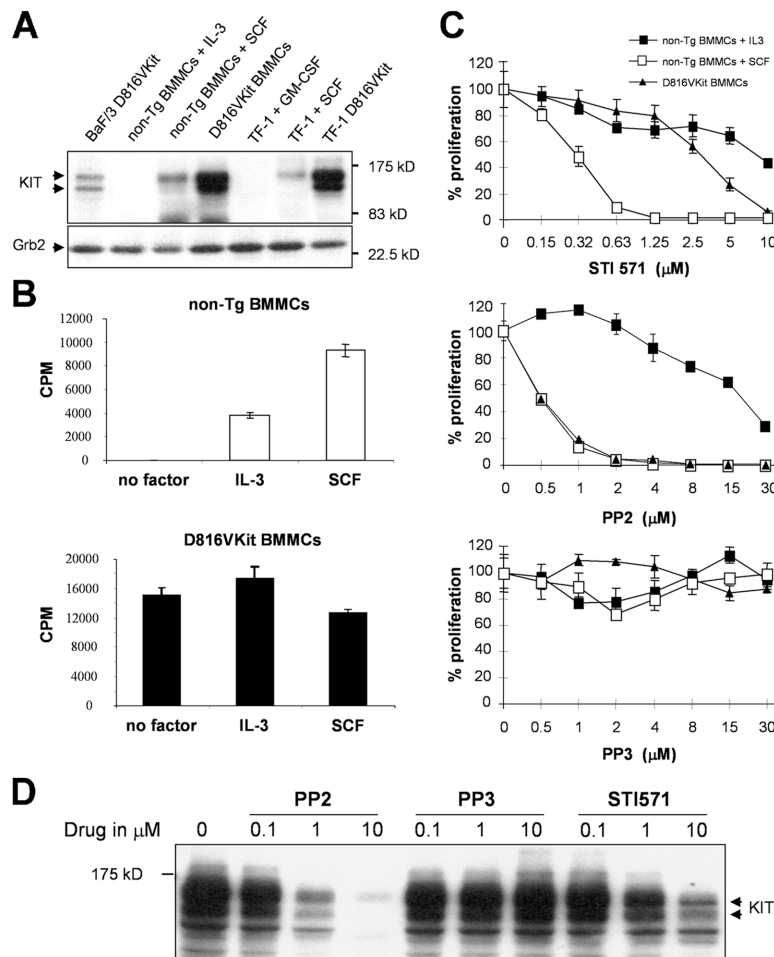 A
BaF/3 D816VKit
non-Tg BMMCs + IL-3
non-Tg BMMCs + SCF
D816VKit BMMCs
TF-1 + GM-CSF
TF-1 + SCF
TF-1 D816VKit
KIT
175 kD
83 kD
Grb2
22.5 kD
B
non-Tg BMMCs
CPM
12000
10000
8000
6000
4000
2000
0
no factor IL-3 SCF
D816VKit BMMCs
CPM
20000
16000
12000
8000
4000
0
no factor IL-3 SCF
C
non-Tg BMMCs + IL3
non-Tg BMMCs + SCF
D816VKit BMMCs
% proliferation
120
100
80
60
40
20
0
0 0.15 0.32 0.63 1.25 2.5 5 10
STI 571 (µM)
% proliferation
120
100
80
60
40
20
0
0 0.5 1 2 4 8 15 30
PP2 (µM)
% proliferation
120
100
80
60
40
20
0
0 0.5 1 2 4 8 15 30
PP3 (µM)
D
PP2 PP3 STI571
Drug in µM 0 0.1 1 10 0.1 1 10 0.1 1 10
175 kD
KIT